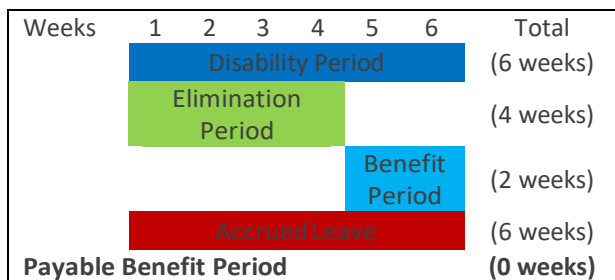 Weeks 1 2 3 4 5 6 Total
Disability Period (6 weeks)
Elimination
Period (4 weeks)
Benefit
Period (2 weeks)
Accrued Leave (6 weeks)
Payable Benefit Period (0 weeks)